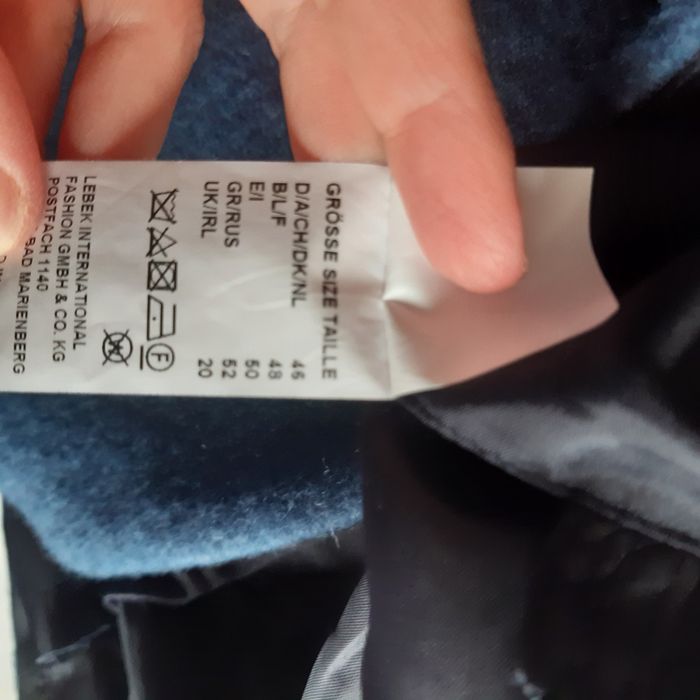 GRÖSSE SIZE TAILLE
D/A/CH/DK/NL 46
B/L/F 48
E/I 50
GR/RUS 52
UK/IRL 20
F
LEBEK INTERNATIONAL
FASHION GMBH & CO. KG
POSTFACH 1140
BAD MARIENBERG